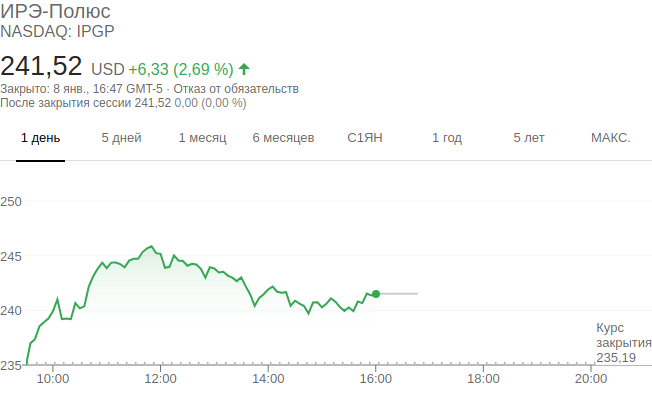 ИРЭ-Полюс
NASDAQ: IPGP
241,52 USD +6,33 (2,69 %)
Закрыто: 8 янв., 16:47 GMT-5 · Отказ от обязательств
После закрытия сессии 241,52 0,00 (0,00 %)
1 день 5 дней 1 месяц 6 месяцев С1ЯН 1 год 5 лет МАКС.
250
245
240
235
Курс
закрытия
235,19
10:00 12:00 14:00 16:00 18:00 20:00